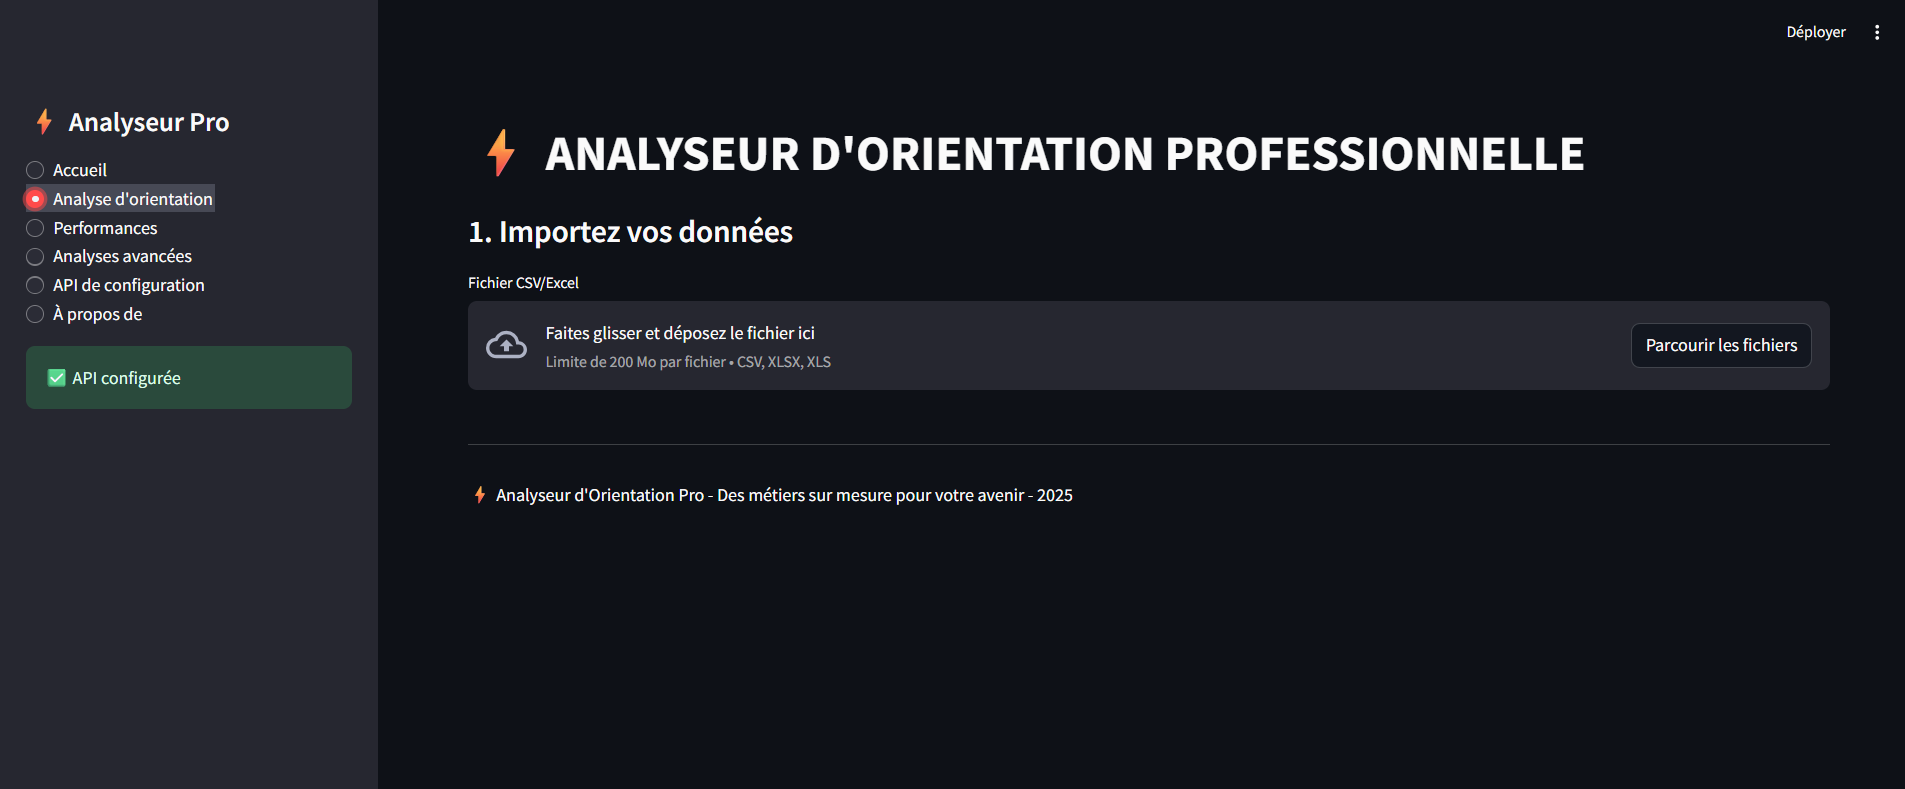 Déployer
Analyseur Pro
Accueil
Analyse d'orientation
Performances
Analyses avancées
API de configuration
À propos de
API configurée
ANALYSEUR D'ORIENTATION PROFESSIONNELLE
1. Importez vos données
Fichier CSV/Excel
Faites glisser et déposez le fichier ici
Limite de 200 Mo par fichier • CSV, XLSX, XLS
Parcourir les fichiers
Analyseur d'Orientation Pro - Des métiers sur mesure pour votre avenir - 2025